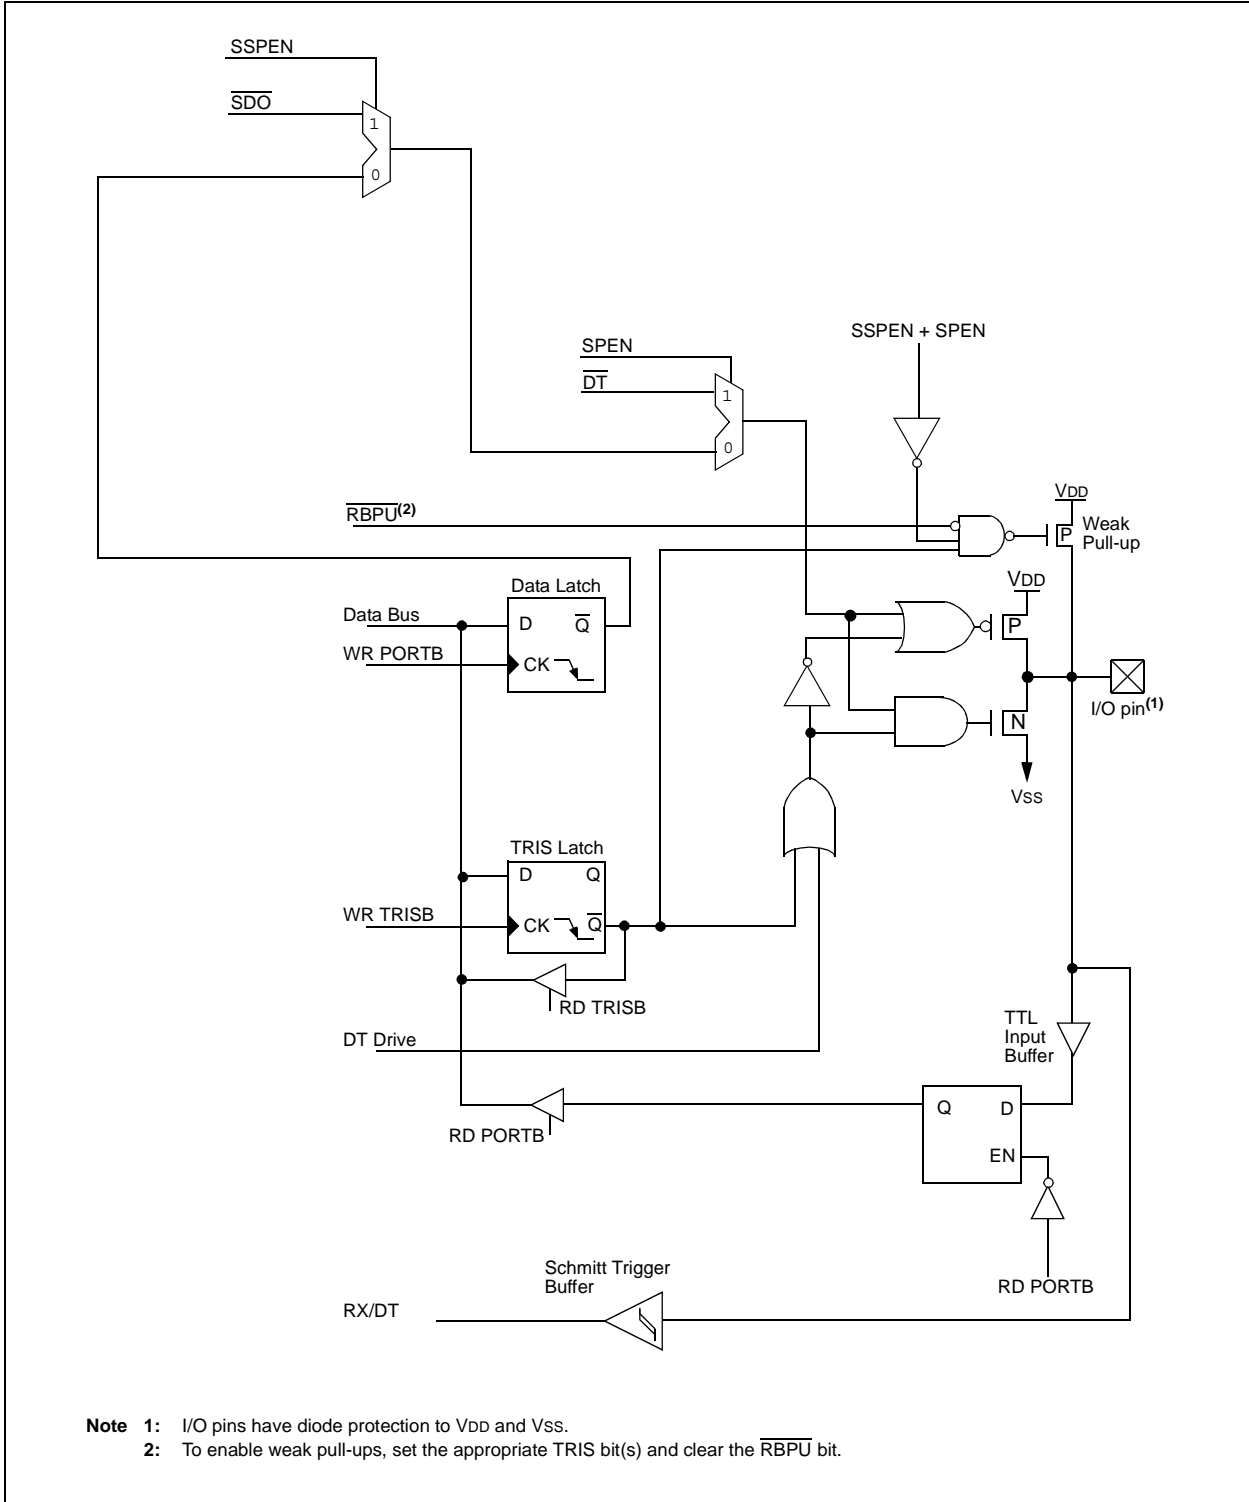 SSPEN
SDO
1
0
SSPEN + SPEN
SPEN
DT
1
0
RBPU(2)
VDD
P
Weak
Pull-up
VDD
P
Data Latch
Data Bus
D
Q
WR PORTB
CK
I/O pin(1)
N
VSS
TRIS Latch
D
Q
WR TRISB
CK
Q
RD TRISB
DT Drive
TTL
Input
Buffer
Q
D
EN
RD PORTB
RD PORTB
Schmitt Trigger
Buffer
RX/DT
Note 1: I/O pins have diode protection to VDD and VSS.
2: To enable weak pull-ups, set the appropriate TRIS bit(s) and clear the RBPU bit.